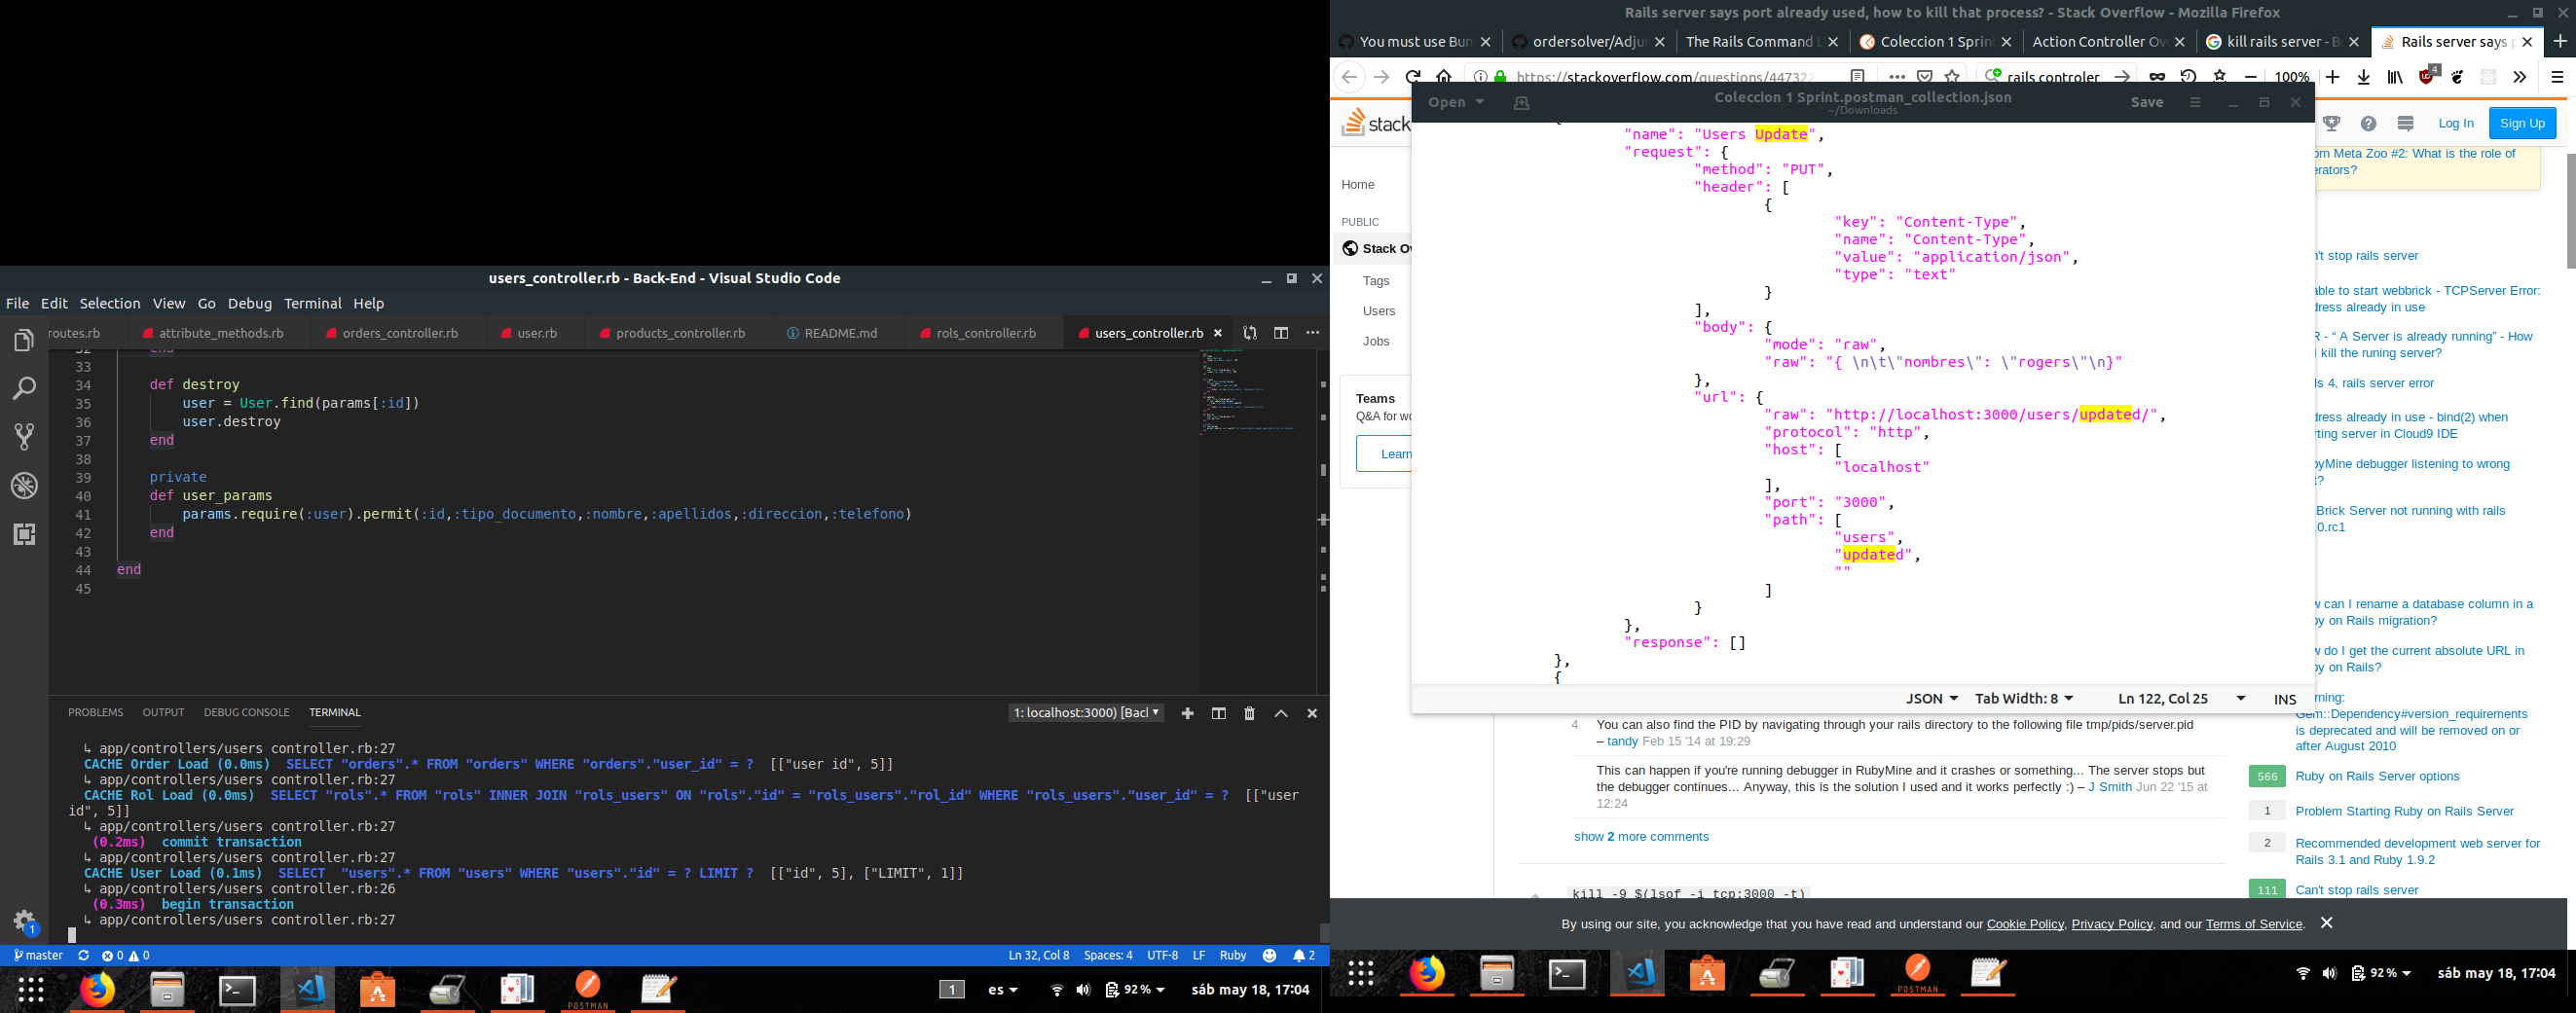 users_controller.rb - Back-End - Visual Studio Code
File Edit Selection View Go Debug Terminal Help
routes.rb attribute_methods.rb orders_controller.rb user.rb products_controller.rb README.md rols_controller.rb users_controller.rb
32 end
33
34 def destroy
35 user = User.find(params[:id])
36 user.destroy
37 end
38
39 private
40 def user_params
41 params.require(:user).permit(:id,:tipo_documento,:nombre,:apellidos,:direccion,:telefono)
42 end
43
44 end
45
PROBLEMS OUTPUT DEBUG CONSOLE TERMINAL 1: localhost:3000) [Bacl
↳ app/controllers/users controller.rb:27
CACHE Order Load (0.0ms) SELECT "orders".* FROM "orders" WHERE "orders"."user_id" = ? [["user id", 5]]
↳ app/controllers/users controller.rb:27
CACHE Rol Load (0.0ms) SELECT "rols".* FROM "rols" INNER JOIN "rols_users" ON "rols"."id" = "rols_users"."rol_id" WHERE "rols_users"."user_id" = ? [["user
id", 5]]
↳ app/controllers/users controller.rb:27
(0.2ms) commit transaction
↳ app/controllers/users controller.rb:27
CACHE User Load (0.1ms) SELECT "users".* FROM "users" WHERE "users"."id" = ? LIMIT ? [["id", 5], ["LIMIT", 1]]
↳ app/controllers/users controller.rb:26
(0.3ms) begin transaction
↳ app/controllers/users controller.rb:27
master 0 0 Ln 32, Col 8 Spaces: 4 UTF-8 LF Ruby 2
POSTMAN 1 es 92 % sáb may 18, 17:04
Rails server says port already used, how to kill that process? - Stack Overflow - Mozilla Firefox
You must use Bun ordersolver/Adju The Rails Command L Coleccion 1 Sprin Action Controller Ov kill rails server - B Rails server says p
https://stackoverflow.com/questions/447322 rails controler 100% 4
Open Coleccion 1 Sprint.postman_collection.json Save
~/Downloads
stack
Log In Sign Up
Home
PUBLIC
Stack Ov
Tags
Users
Jobs
Teams
Q&A for wo
Learn
{
"name": "Users Update",
"request": {
"method": "PUT",
"header": [
{
"key": "Content-Type",
"name": "Content-Type",
"value": "application/json",
"type": "text"
}
],
"body": {
"mode": "raw",
"raw": "{ \n\t\"nombres\": \"rogers\"\n}"
},
"url": {
"raw": "http://localhost:3000/users/updated/",
"protocol": "http",
"host": [
"localhost"
],
"port": "3000",
"path": [
"users",
"updated",
""
]
}
},
"response": []
},
{
JSON Tab Width: 8 Ln 122, Col 25 INS
orn Meta Zoo #2: What is the role of
erators?
n't stop rails server
able to start webbrick - TCPServer Error:
dress already in use
R - “ A Server is already running” - How
I kill the runing server?
ls 4, rails server error
dress already in use - bind(2) when
rting server in Cloud9 IDE
byMine debugger listening to wrong
t?
Brick Server not running with rails
.0.rc1
w can I rename a database column in a
by on Rails migration?
w do I get the current absolute URL in
by on Rails?
rning:
Gem::Dependency#version_requirements
is deprecated and will be removed on or
after August 2010
566 Ruby on Rails Server options
1 Problem Starting Ruby on Rails Server
2 Recommended development web server for
Rails 3.1 and Ruby 1.9.2
111 Can't stop rails server
4 You can also find the PID by navigating through your rails directory to the following file tmp/pids/server.pid
– tandy Feb 15 '14 at 19:29
This can happen if you're running debugger in RubyMine and it crashes or something... The server stops but
the debugger continues... Anyway, this is the solution I used and it works perfectly :) – J Smith Jun 22 '15 at
12:24
show 2 more comments
kill -9 $(lsof -i tcp:3000 -t)
By using our site, you acknowledge that you have read and understand our Cookie Policy, Privacy Policy, and our Terms of Service.
POSTMAN 92 % sáb may 18, 17:04